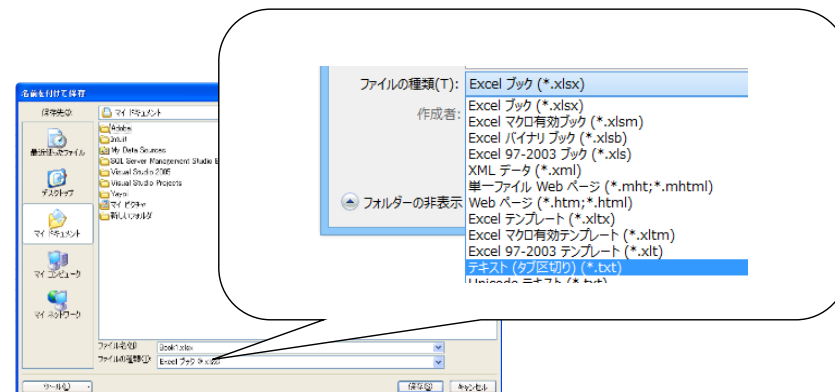 名前を付けて保存
保存先(I):
マイ ドキュメント
最近使ったファイル
デスクトップ
マイ ドキュメント
マイ コンピュータ
マイ ネットワーク
Adobe
Intuit
My Data Sources
SQL Server Management Studio E
Visual Studio 2005
Visual Studio Projects
Yayoi
マイ ピクチャ
新しいフォルダ
ファイル名(N):
Book1.xlsx
ファイルの種類(T):
Excel ブック (*.xlsx)
ツール(L)
保存(S)
キャンセル
ファイルの種類(T):
Excel ブック (*.xlsx)
作成者:
Excel ブック (*.xlsx)
Excel マクロ有効ブック (*.xlsm)
Excel バイナリ ブック (*.xlsb)
Excel 97-2003 ブック (*.xls)
XML データ (*.xml)
単一ファイル Web ページ (*.mht;*.mhtml)
Web ページ (*.htm;*.html)
Excel テンプレート (*.xltx)
Excel マクロ有効テンプレート (*.xltm)
Excel 97-2003 テンプレート (*.xlt)
テキスト (タブ区切り) (*.txt)
Unicode テキスト (*.txt)
フォルダーの非表示